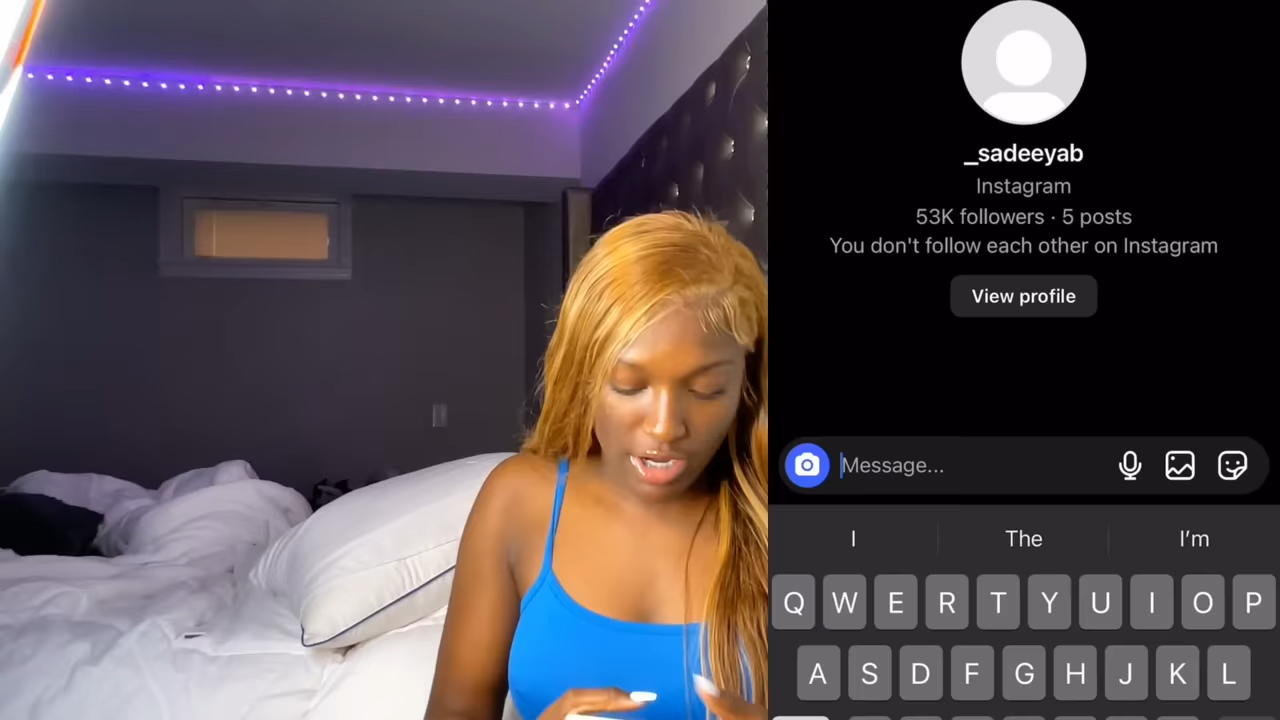 _sadeeyab
Instagram
53K followers · 5 posts
You don't follow each other on Instagram
View profile
Message...
I The I'm
Q W E R T Y U I O P
A S D F G H J K L